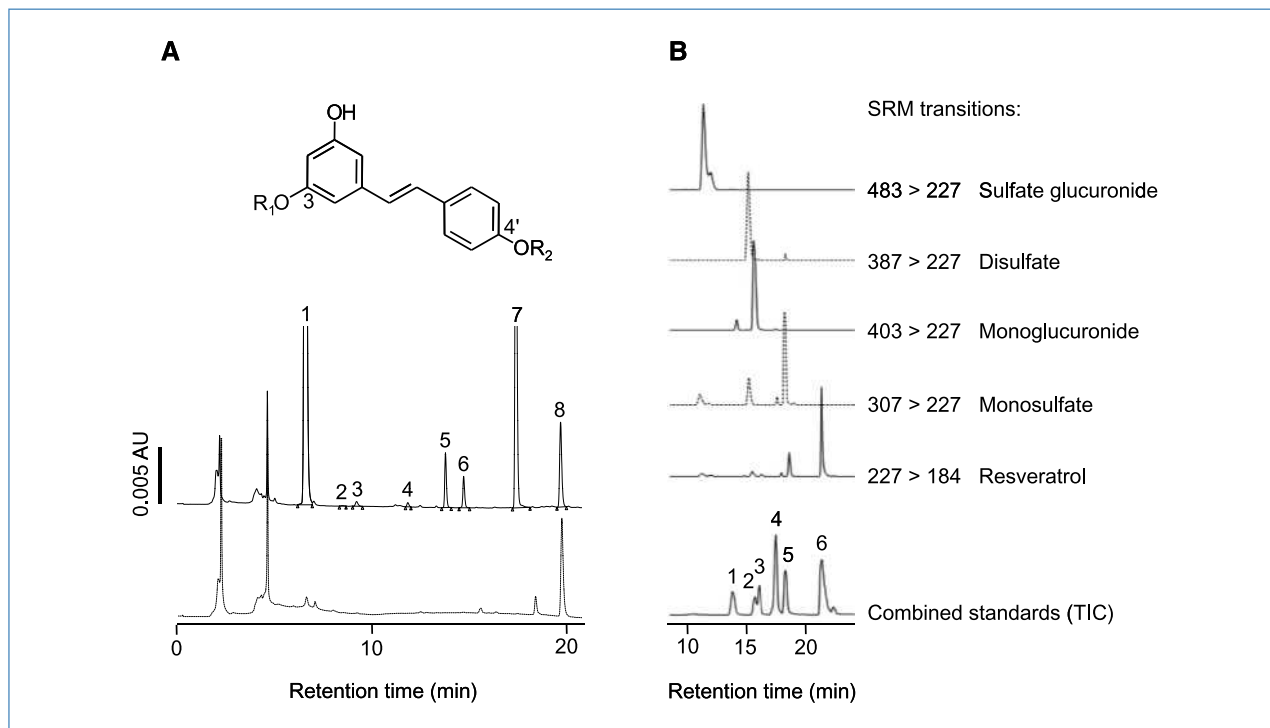 A
OH
R1O
3
4'
OR2
1
2
3
4
5
6
7
8
0.005 AU
0
10
20
Retention time (min)
B
SRM transitions:
483 > 227 Sulfate glucuronide
387 > 227 Disulfate
403 > 227 Monoglucuronide
307 > 227 Monosulfate
227 > 184 Resveratrol
1
2
3
4
5
6
Combined standards (TIC)
10
15
20
Retention time (min)